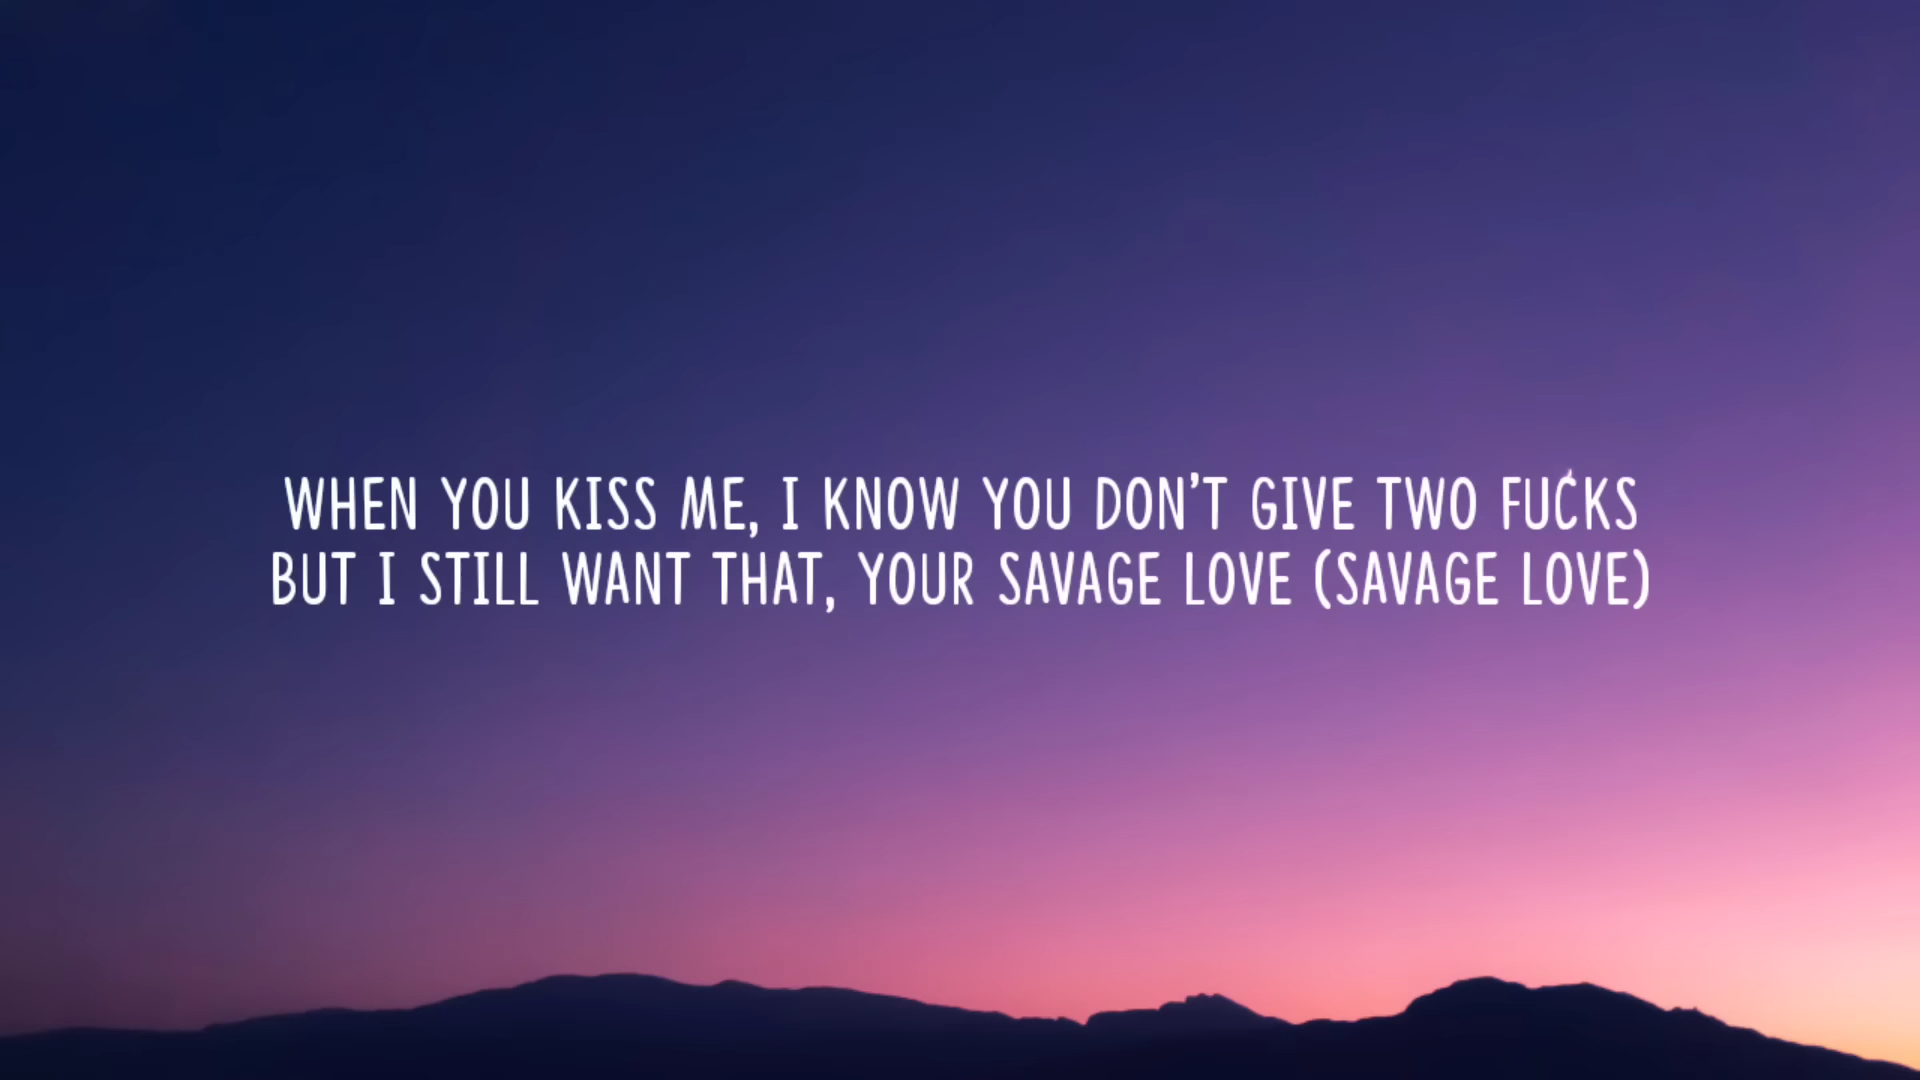 WHEN YOU KISS ME, I KNOW YOU DON'T GIVE TWO FUCKS
BUT I STILL WANT THAT, YOUR SAVAGE LOVE (SAVAGE LOVE)